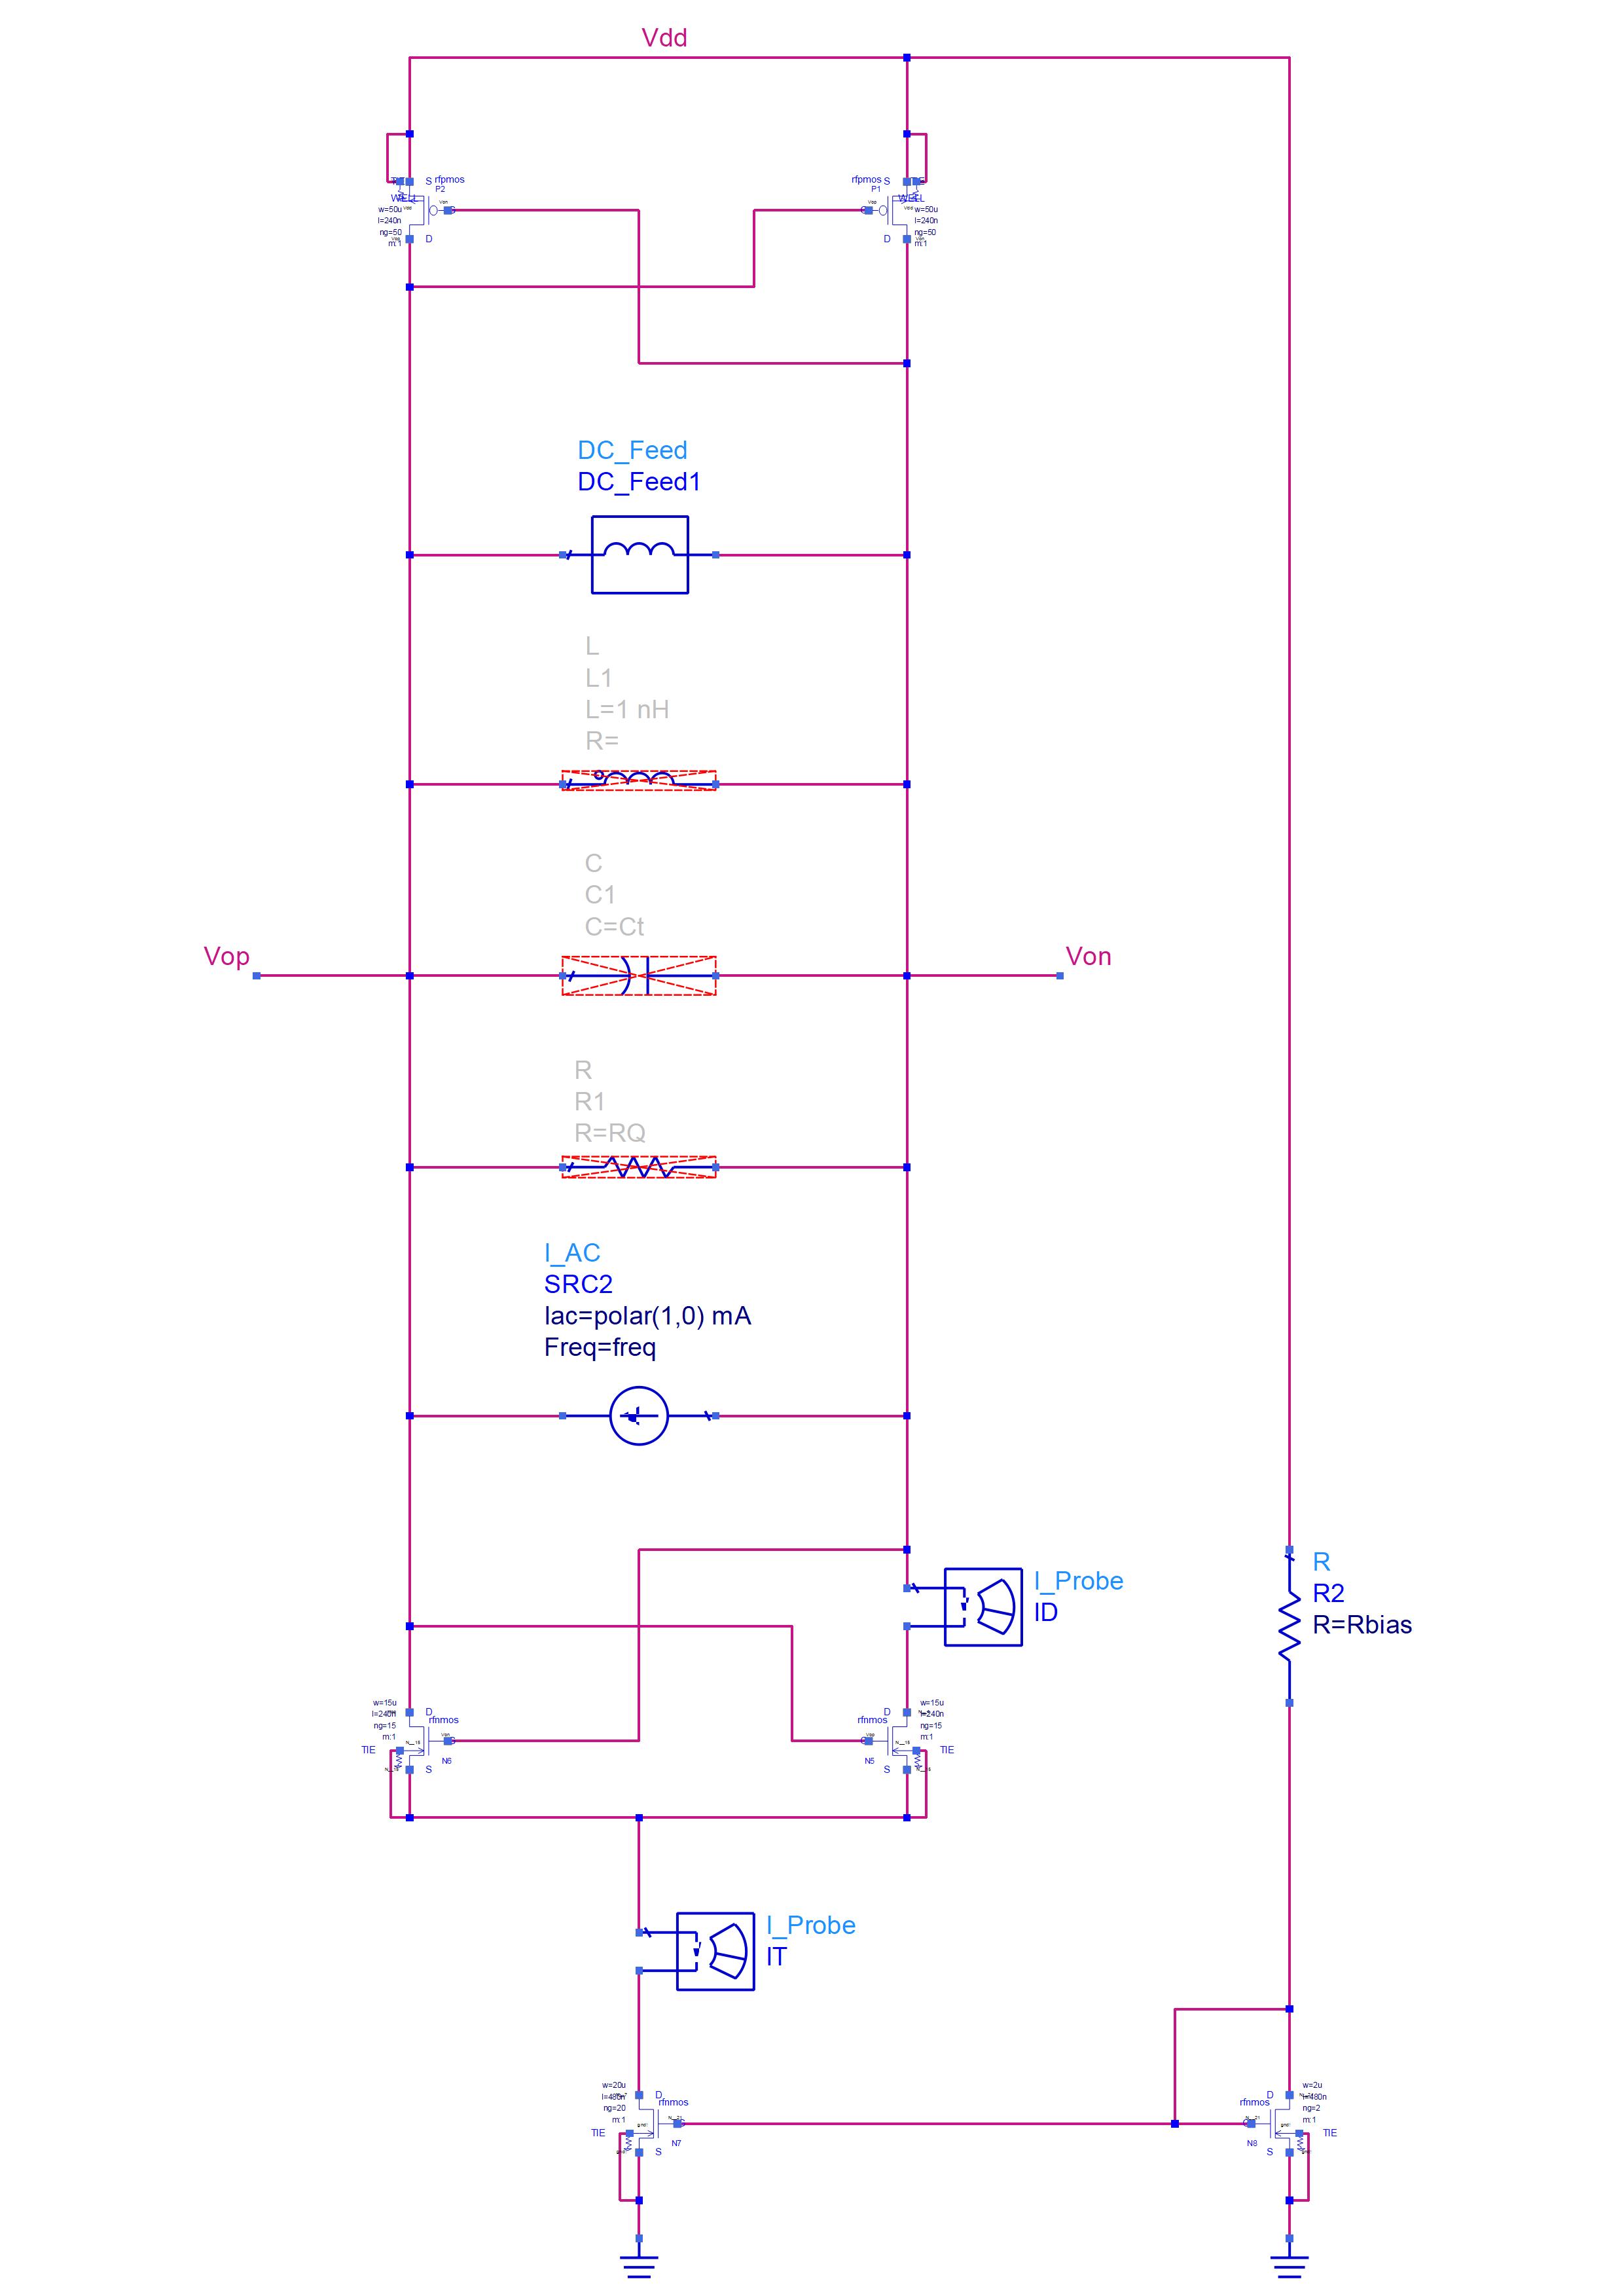 Vdd
S rfpmos
P2
WELL
w=50u
l=240n
ng=50
m:1
D
rfpmos S
P1
WELL
w=50u
l=240n
ng=50
m:1
D
DC_Feed
DC_Feed1
L
L1
L=1 nH
R=
C
C1
C=Ct
Vop
Von
R
R1
R=RQ
I_AC
SRC2
Iac=polar(1,0) mA
Freq=freq
I_Probe
ID
R
R2
R=Rbias
w=15u
l=240n
ng=15
m:1
TIE
D
rfnmos
N6
S
D
rfnmos
N5
S
w=15u
l=240n
ng=15
m:1
TIE
I_Probe
IT
w=20u
l=480n
ng=20
m:1
TIE
D
rfnmos
N7
S
D
rfnmos
N8
S
w=2u
l=480n
ng=2
m:1
TIE